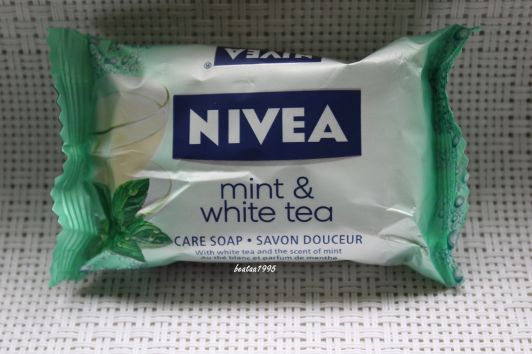 NIVEA
®
NIVEA
mint &
white tea
CARE SOAP • SAVON DOUCEUR
With white tea and the scent of mint
Au thé blanc et parfum de menthe
beataa1995